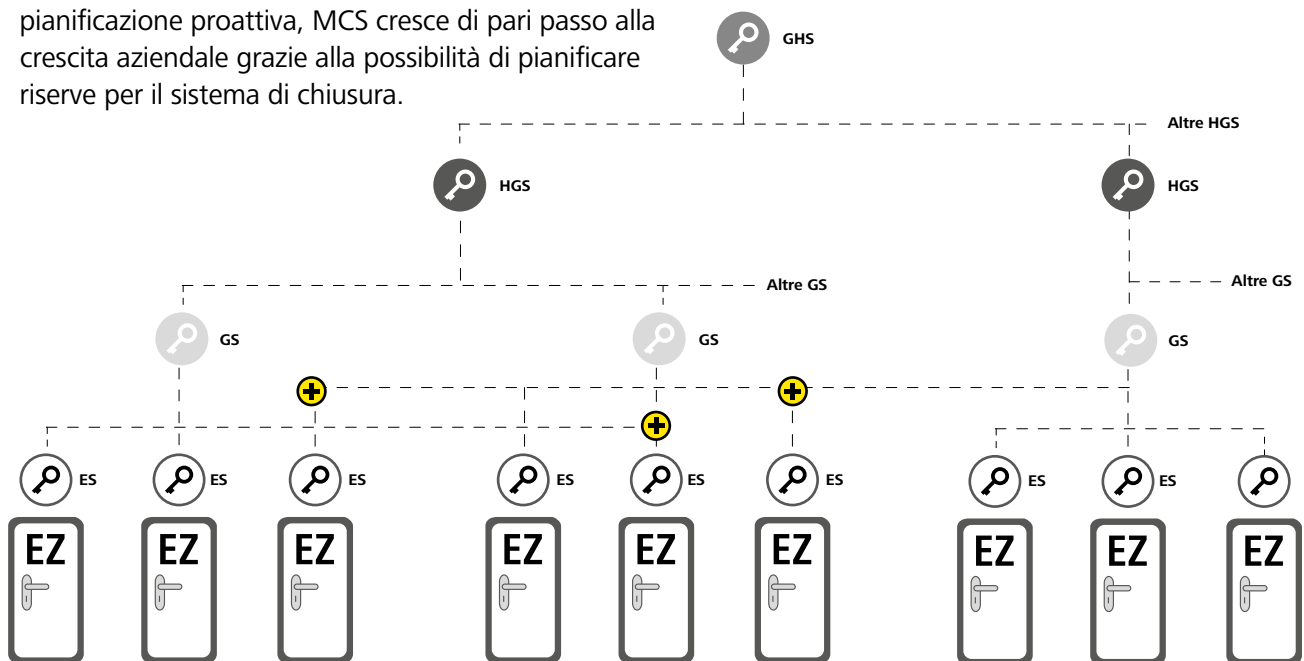 pianificazione proattiva, MCS cresce di pari passo alla
crescita aziendale grazie alla possibilità di pianificare
riserve per il sistema di chiusura.
GHS
Altre HGS
HGS
HGS
Altre GS
Altre GS
GS
GS
GS
ES
ES
ES
ES
ES
ES
ES
ES
EZ
EZ
EZ
EZ
EZ
EZ
EZ
EZ
EZ